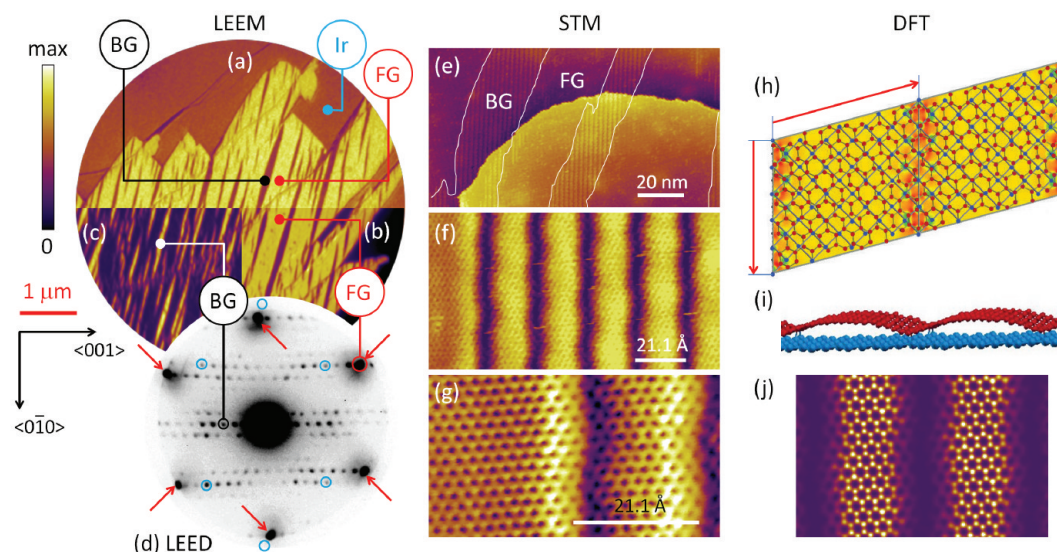 LEEM
STM
DFT
max
0
BG
Ir
FG
(a)
(b)
(c)
BG
FG
1 μm
<001>
<01̅0>
(d) LEED
(e)
BG
FG
20 nm
(f)
21.1 Å
(g)
21.1 Å
(h)
(i)
(j)